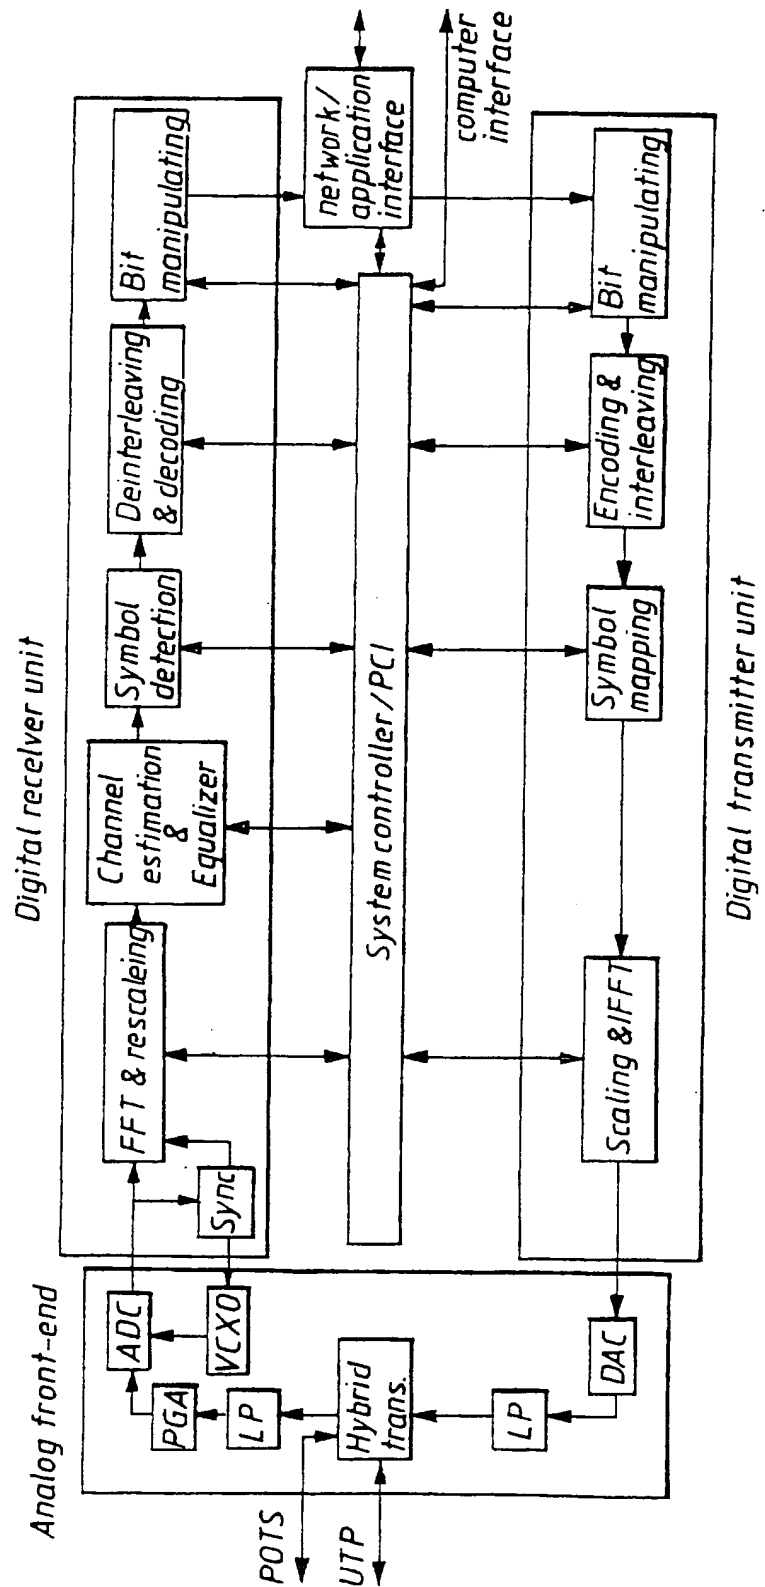 Analog front-end
Digital receiver unit
ADC
PGA
LP
VCXO
Sync
FFT & rescaleing
Channel
estimation
&
Equalizer
Symbol
detection
Deinterleaving
& decoding
Bit
manipulating
POTS
UTP
Hybrid
trans.
System controller/PCI
network/
application
interface
computer
interface
LP
DAC
Scaling & IFFT
Symbol
mapping
Encoding &
interleaving
Bit
manipulating
Digital transmitter unit